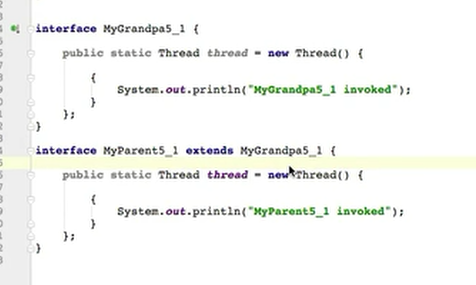 interface MyGrandpa5_1 {
public static Thread thread = new Thread() {
{
System.out.println("MyGrandpa5_1 invoked");
}
};
}
interface MyParent5_1 extends MyGrandpa5_1 {
public static Thread thread = new Thread() {
{
System.out.println("MyParent5_1 invoked");
}
};
}